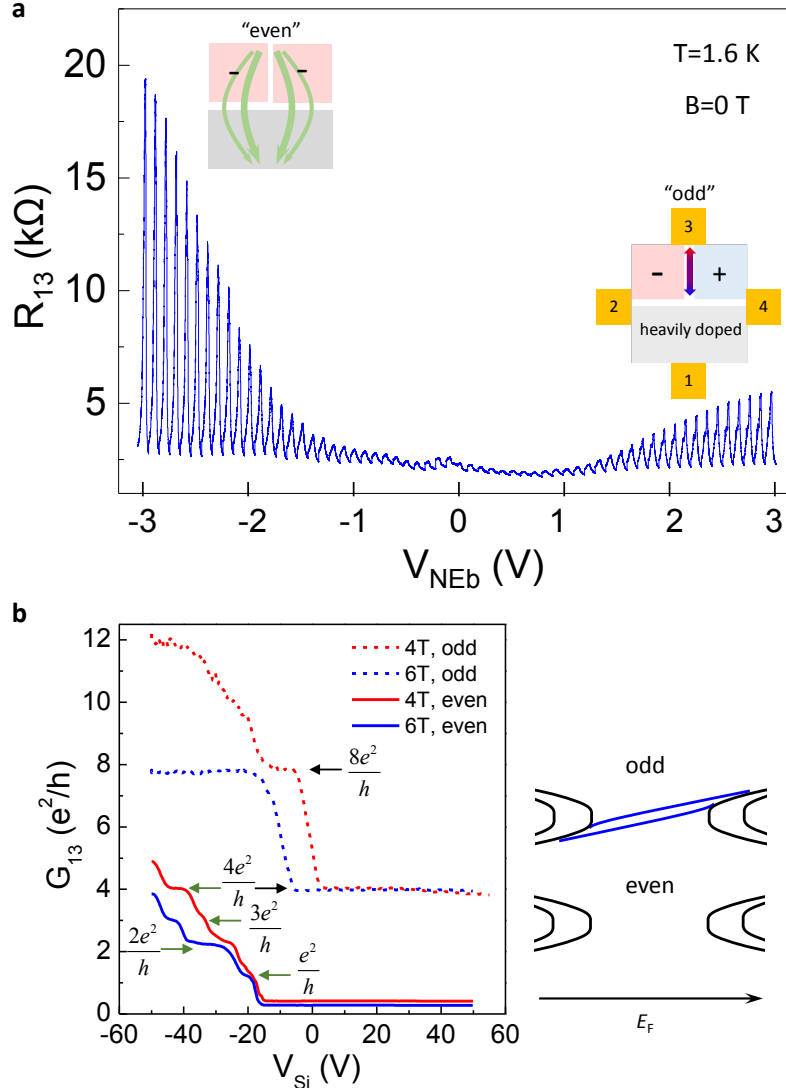 a
"even"
- -
T=1.6 K
B=0 T
20
15
10
5
R13 (kΩ)
"odd"
3
- +
2 4
heavily doped
1
-3 -2 -1 0 1 2 3
VNEb (V)
b
12
10
8
6
4
2
0
G13 (e²/h)
4T, odd
6T, odd
4T, even
6T, even
8e²/h
4e²/h
3e²/h
2e²/h
e²/h
-60 -40 -20 0 20 40 60
VSi (V)
odd
even
EF